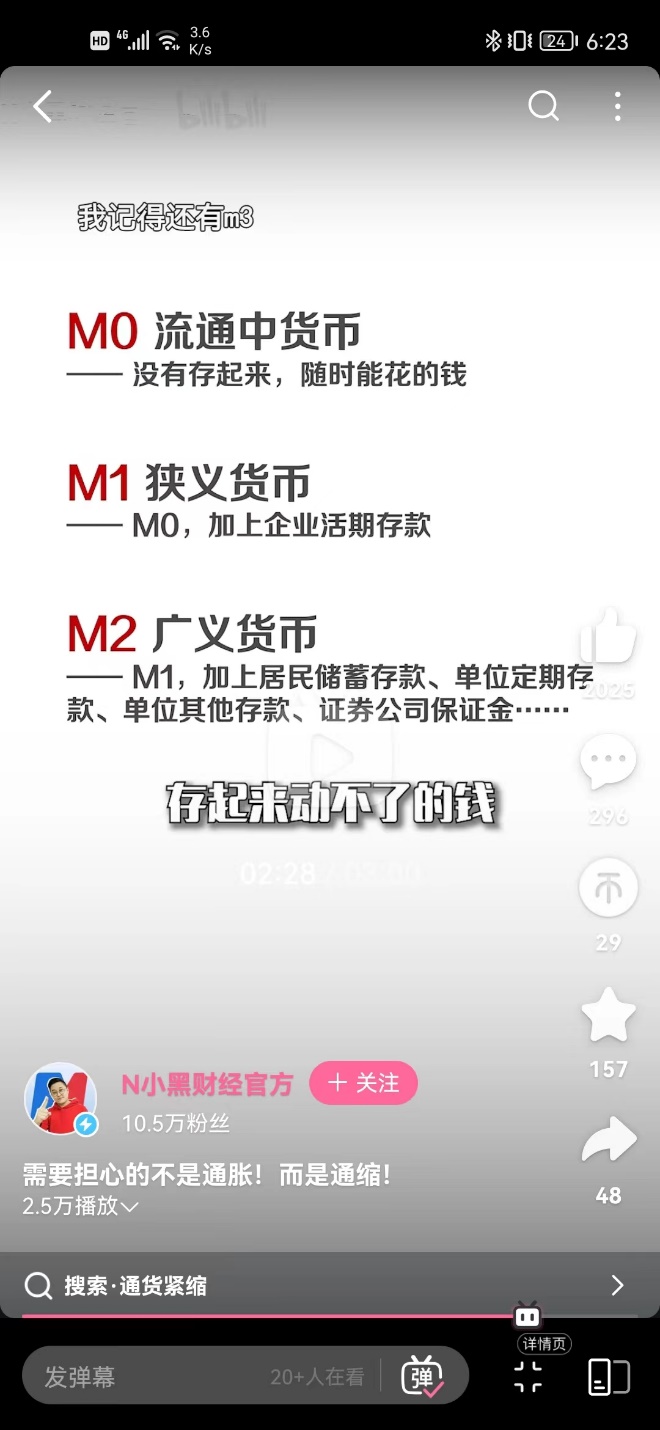 HD 4G 3.6 K/s 24 6:23
bilibili
我记得还有m3
M0 流通中货币
—— 没有存起来，随时能花的钱
M1 狭义货币
—— M0，加上企业活期存款
M2 广义货币
—— M1，加上居民储蓄存款、单位定期存
款、单位其他存款、证券公司保证金……
2025
存起来动不了的钱
296
02:28 / 03:00
29
157
N小黑财经官方
+ 关注
10.5万粉丝
需要担心的不是通胀！而是通缩！
48
2.5万播放
搜索·通货紧缩
详情页
发弹幕
20+人在看
弹